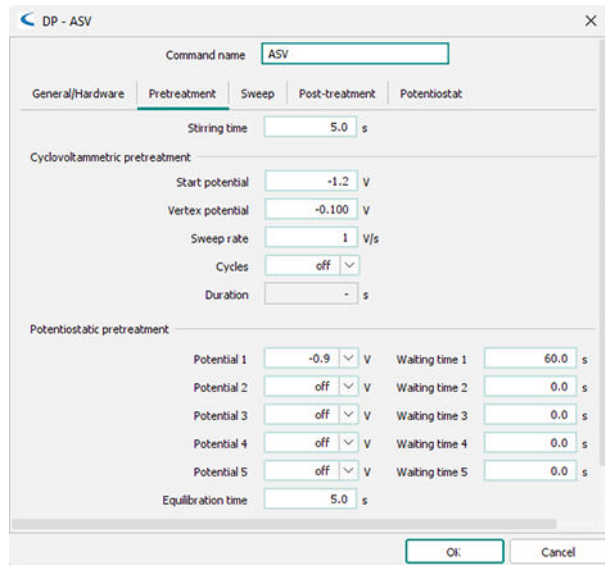 DP - ASV
Command name ASV
General/Hardware Pretreatment Sweep Post-treatment Potentiostat
Stirring time 5.0 s
Cyclovoltammetric pretreatment
Start potential -1.2 V
Vertex potential -0.100 V
Sweep rate 1 V/s
Cycles off
Duration - s
Potentiostatic pretreatment
Potential 1 -0.9 V Waiting time 1 60.0 s
Potential 2 off V Waiting time 2 0.0 s
Potential 3 off V Waiting time 3 0.0 s
Potential 4 off V Waiting time 4 0.0 s
Potential 5 off V Waiting time 5 0.0 s
Equilibration time 5.0 s
OK Cancel